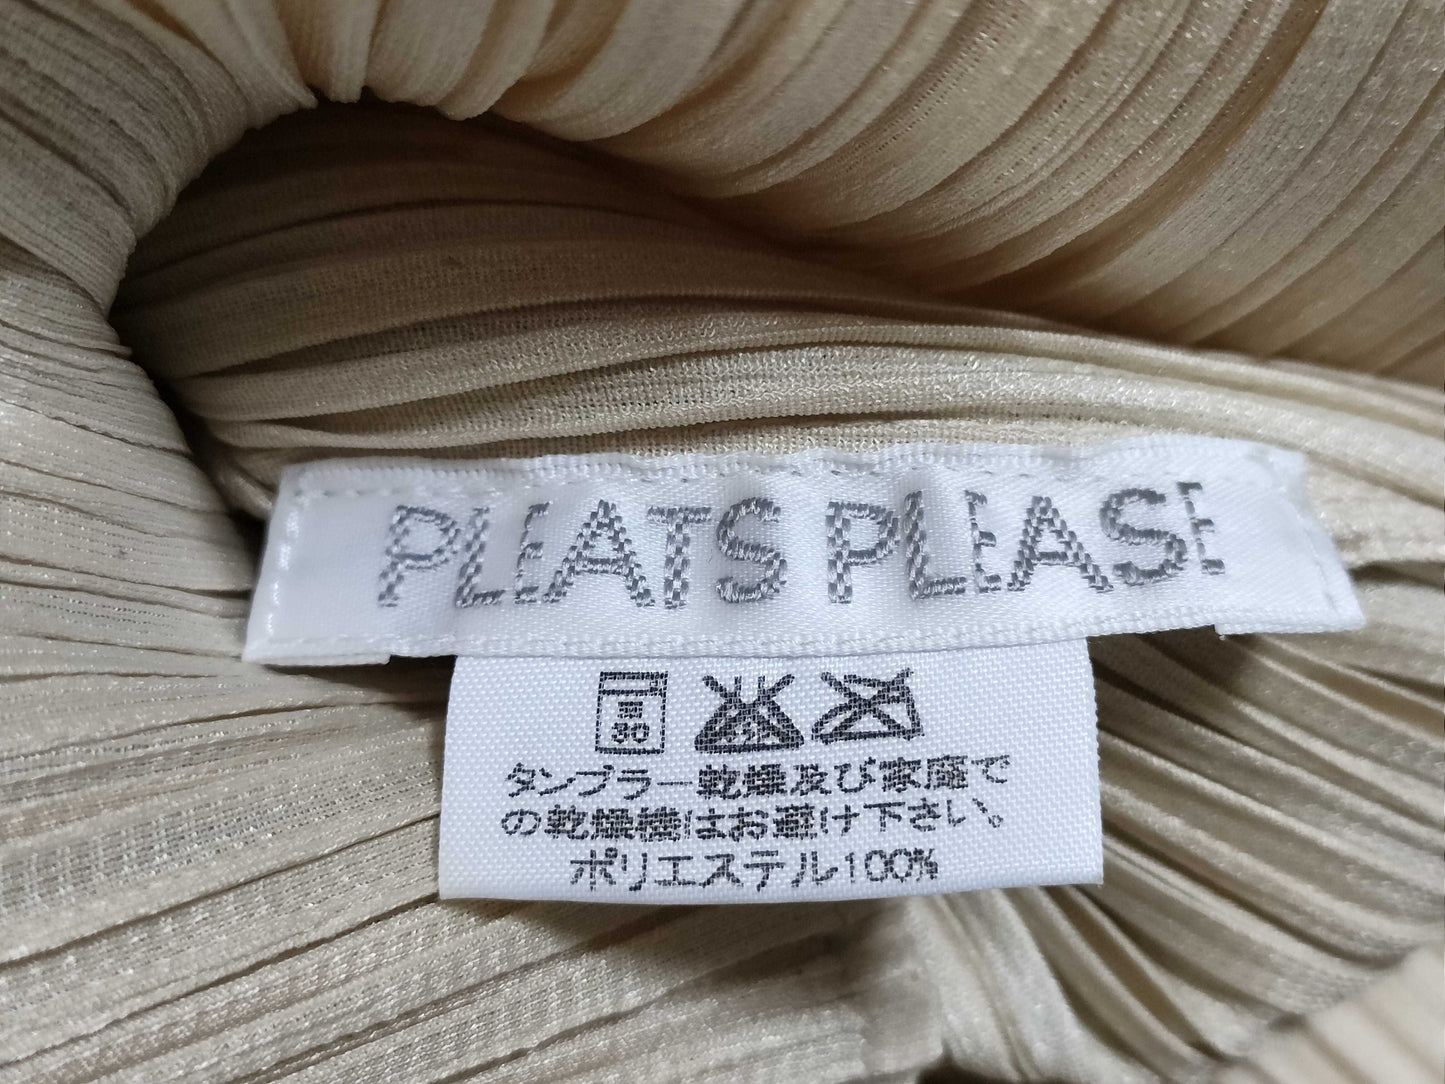 PLEATS PLEASE
30
タンブラー乾燥及び家庭で
の乾燥機はお避け下さい。
ポリエステル100%